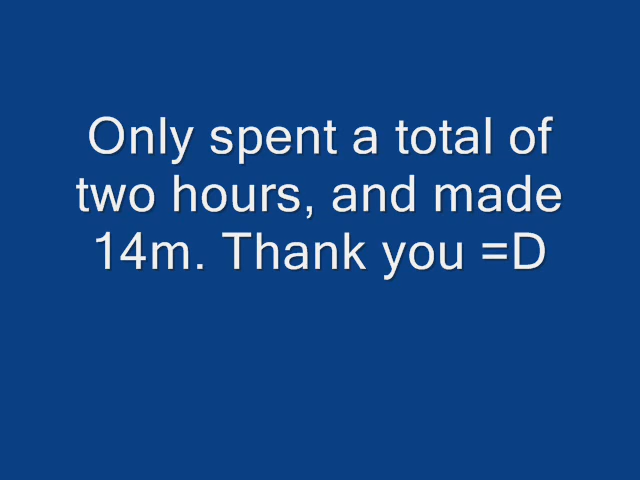 Only spent a total of
two hours, and made
14m. Thank you =D